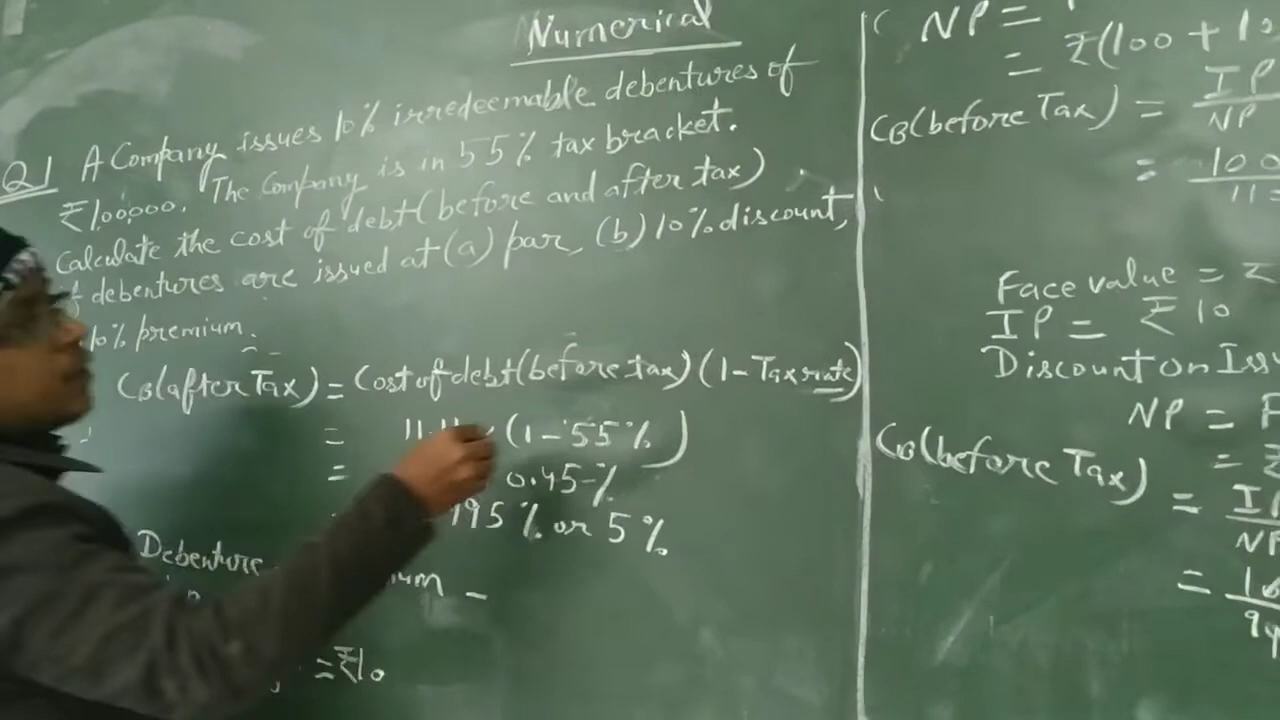 Numerical
Q1 A Company issues 10% irredeemable debentures of
₹1,00,000. The Company is in 55% tax bracket.
Calculate the cost of debt (before and after tax)
debentures are issued at (a) par, (b) 10% discount,
10% premium.
Cost of debt (before tax) (1 - Tax rate)
(after Tax) =
= (1 - 55%)
= 0.45%
195% or 5%
Debenture
=₹10
NP =
= ₹(100 + 10
(before Tax) = IP
NP
= 100
11
Face value = ₹
IP = ₹10
Discount on Iss
NP = F
= ₹
(before Tax)
= IP
NP
= 10
9